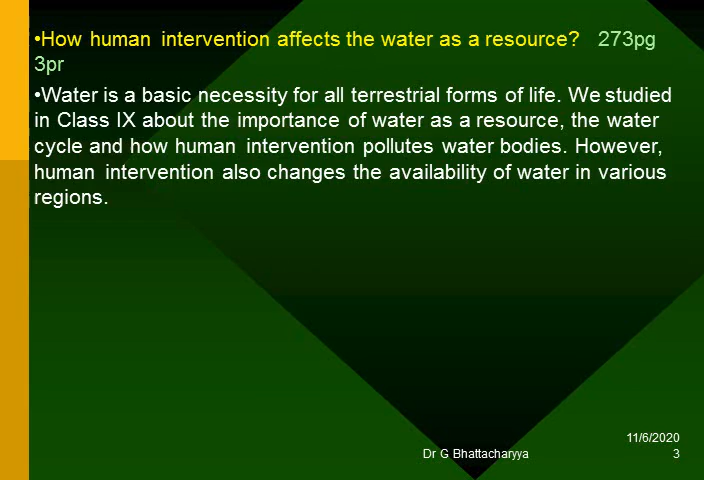 •How human intervention affects the water as a resource? 273pg
3pr
•Water is a basic necessity for all terrestrial forms of life. We studied
in Class IX about the importance of water as a resource, the water
cycle and how human intervention pollutes water bodies. However,
human intervention also changes the availability of water in various
regions.
11/6/2020
Dr G Bhattacharyya 3